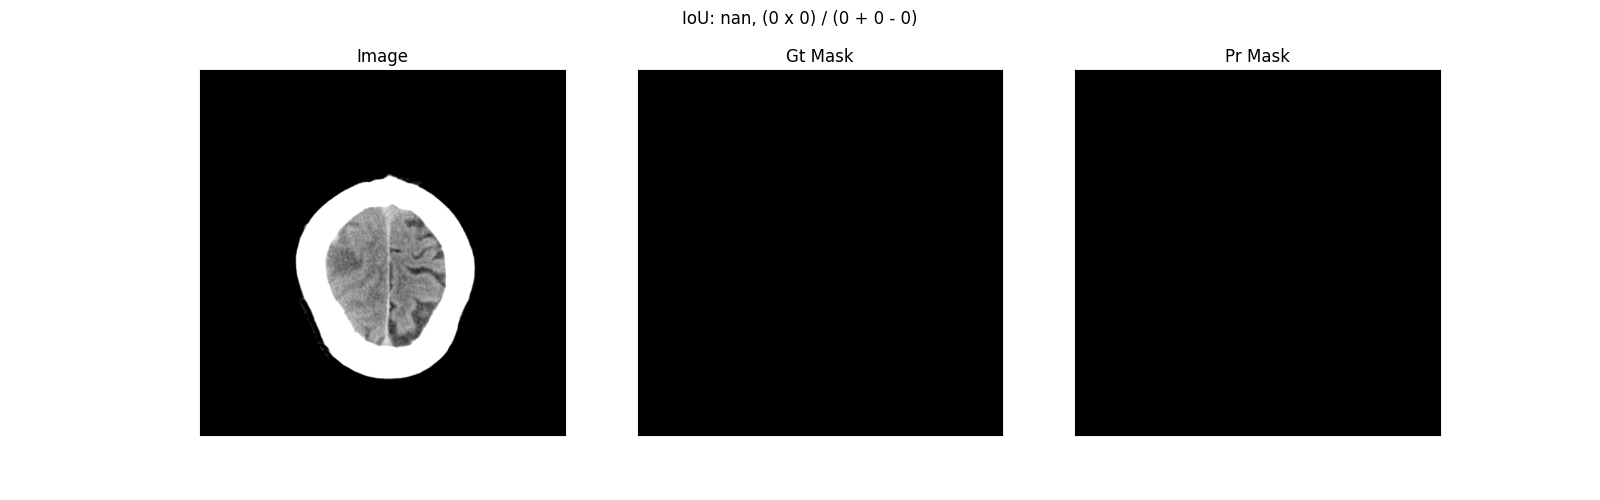 IoU: nan, (0 x 0) / (0 + 0 - 0)
Image
Gt Mask
Pr Mask